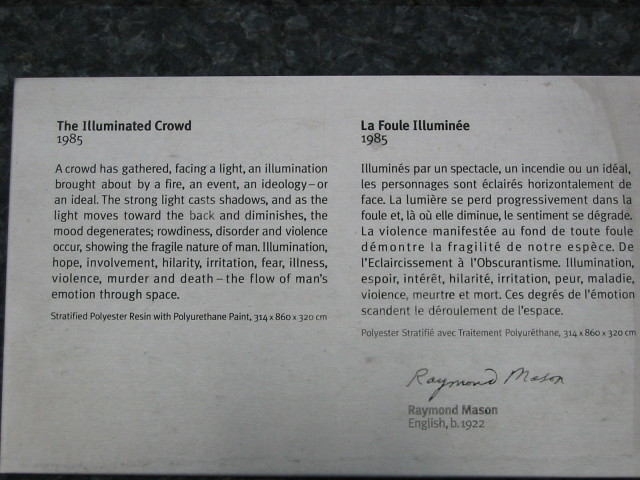 The Illuminated Crowd
1985
A crowd has gathered, facing a light, an illumination
brought about by a fire, an event, an ideology – or
an ideal. The strong light casts shadows, and as the
light moves toward the back and diminishes, the
mood degenerates; rowdiness, disorder and violence
occur, showing the fragile nature of man. Illumination,
hope, involvement, hilarity, irritation, fear, illness,
violence, murder and death – the flow of man's
emotion through space.
Stratified Polyester Resin with Polyurethane Paint, 314 x 860 x 320 cm
La Foule Illuminée
1985
Illuminés par un spectacle, un incendie ou un idéal,
les personnages sont éclairés horizontalement de
face. La lumière se perd progressivement dans la
foule et, là où elle diminue, le sentiment se dégrade.
La violence manifestée au fond de toute foule
démontre la fragilité de notre espèce. De
l'Eclaircissement à l'Obscurantisme. Illumination,
espoir, intérêt, hilarité, irritation, peur, maladie,
violence, meurtre et mort. Ces degrés de l'émotion
scandent le déroulement de l'espace.
Polyester Stratifié avec Traitement Polyuréthane, 314 x 860 x 320 cm
Raymond Mason
Raymond Mason
English, b. 1922